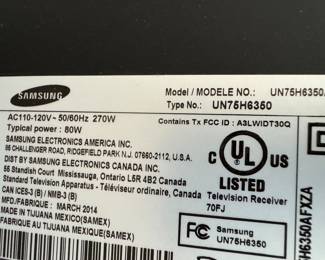 SAMSUNG
Model / MODELE NO.: UN75H6350
Type No.: UN75H6350
AC110-120V~ 50/60Hz 270W
Contains Tx FCC ID : A3LWIDT30Q
Typical power : 80W
SAMSUNG ELECTRONICS AMERICA INC.
85 CHALLENGER ROAD, RIDGEFIELD PARK N.J. 07660-2112, U.S.A.
DIST BY SAMSUNG ELECTRONICS CANADA INC.
55 Standish Court Mississauga, Ontario L5R 4B2 Canada
Standard Television Apparatus - Téléviseur ordinaire, Canada
CAN ICES-3 (B) / NMB-3 (B)
MFD./FABRICATION : MARCH 2014
MADE IN TIJUANA MEXICO(SAMEX)
FABRIQUE AU TIJUANA MEXIQUE(SAMEX)
c UL us
LISTED
Television Receiver
70FJ
FC Samsung
UN75H6350
5H6350AFXZA